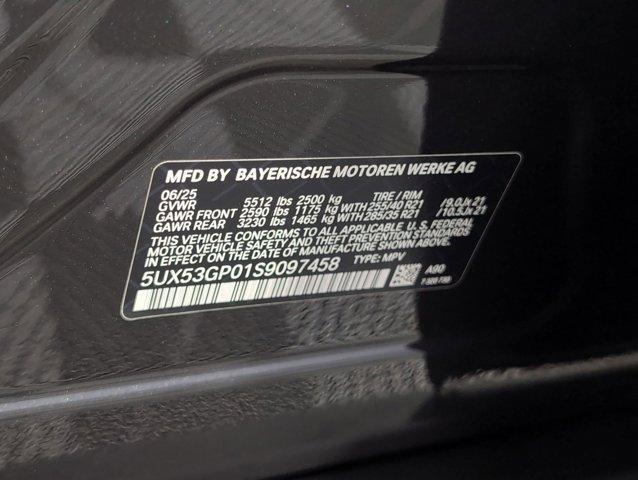 MFD BY BAYERISCHE MOTOREN WERKE AG
06/25
GVWR 5512 lbs 2500 kg TIRE / RIM
GAWR FRONT 2590 lbs 1175 kg WITH 255/40 R21 /9.0Jx21
GAWR REAR 3230 lbs 1465 kg WITH 285/35 R21 /10.5Jx21
THIS VEHICLE CONFORMS TO ALL APPLICABLE U.S. FEDERAL
MOTOR VEHICLE SAFETY AND THEFT PREVENTION STANDARDS
IN EFFECT ON THE DATE OF MANUFACTURE SHOWN ABOVE.
5UX53GP01S9097458 TYPE: MPV
A90